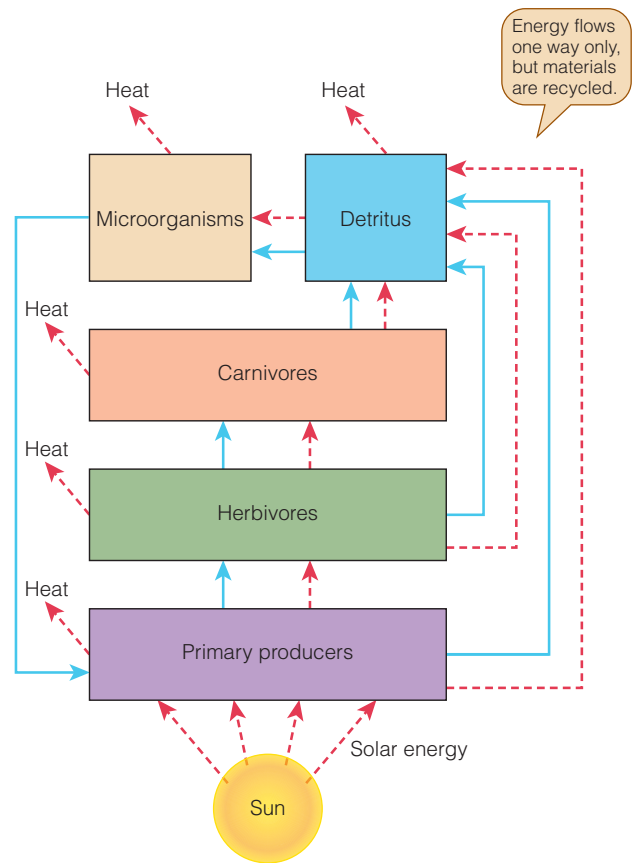 Energy flows
one way only,
but materials
are recycled.
Heat
Heat
Microorganisms
Detritus
Heat
Carnivores
Heat
Herbivores
Heat
Primary producers
Solar energy
Sun